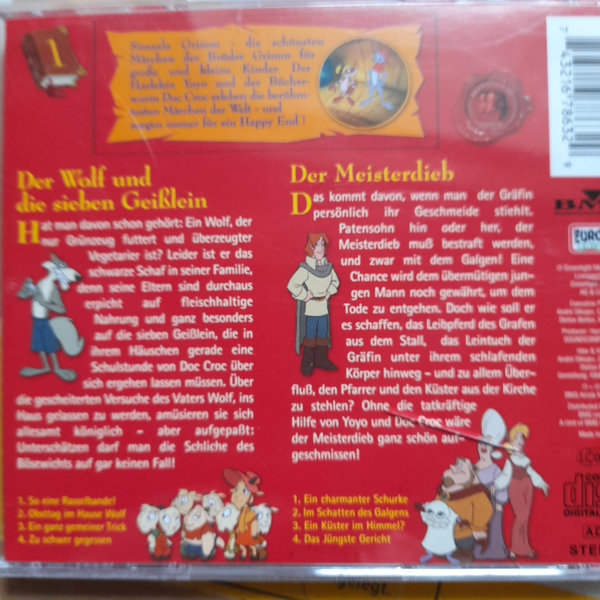 1
Simsala Grimm - die schönsten
Märchen der Brüder Grimm für
große und kleine Kinder. Der
Harlekin Yoyo und der Bücher-
wurm Doc Croc erleben die berühm-
testen Märchen der Welt - und
sorgen immer für ein Happy End!
Der Wolf und
die sieben Geißlein
Hat man davon schon gehört: Ein Wolf, der
nur Grünzeug futtert und überzeugter
Vegetarier ist? Leider ist er das
schwarze Schaf in seiner Familie,
denn seine Eltern sind durchaus
erpicht auf fleischhaltige
Nahrung und ganz besonders
auf die sieben Geißlein, die in
ihrem Häuschen gerade eine
Schulstunde von Doc Croc über
sich ergehen lassen müssen. Über
die gescheiterten Versuche des Vaters Wolf, ins
Haus gelassen zu werden, amüsieren sie sich
allesamt königlich – aber aufgepaßt:
Unterschätzen darf man die Schliche des
Bösewichts auf gar keinen Fall!
1. So eine Rasselbande!
2. Obsttag im Hause Wolf
3. Ein ganz gemeiner Trick
4. Zu schwer gegessen
Der Meisterdieb
Das kommt davon, wenn man der Gräfin
persönlich ihr Geschmeide stiehlt.
Patensohn hin oder her, der
Meisterdieb muß bestraft werden,
und zwar mit dem Galgen! Eine
Chance wird dem übermütigen jun-
gen Mann noch gewährt, um dem
Tode zu entgehen. Doch wie soll er
es schaffen, das Leibpferd des Grafen
aus dem Stall, das Leintuch der
Gräfin unter ihrem schlafenden
Körper hinweg – und zu allem Über-
fluß, den Pfarrer und den Küster aus der Kirche
zu stehlen? Ohne die tatkräftige
Hilfe von Yoyo und Doc Croc wäre
der Meisterdieb ganz schön auf-
geschmissen!
1. Ein charmanter Schurke
2. Im Schatten des Galgens
3. Ein Küster im Himmel?
4. Das Jüngste Gericht
7 43216 78632 9
EURO
DIGITAL
STE
gelegt.